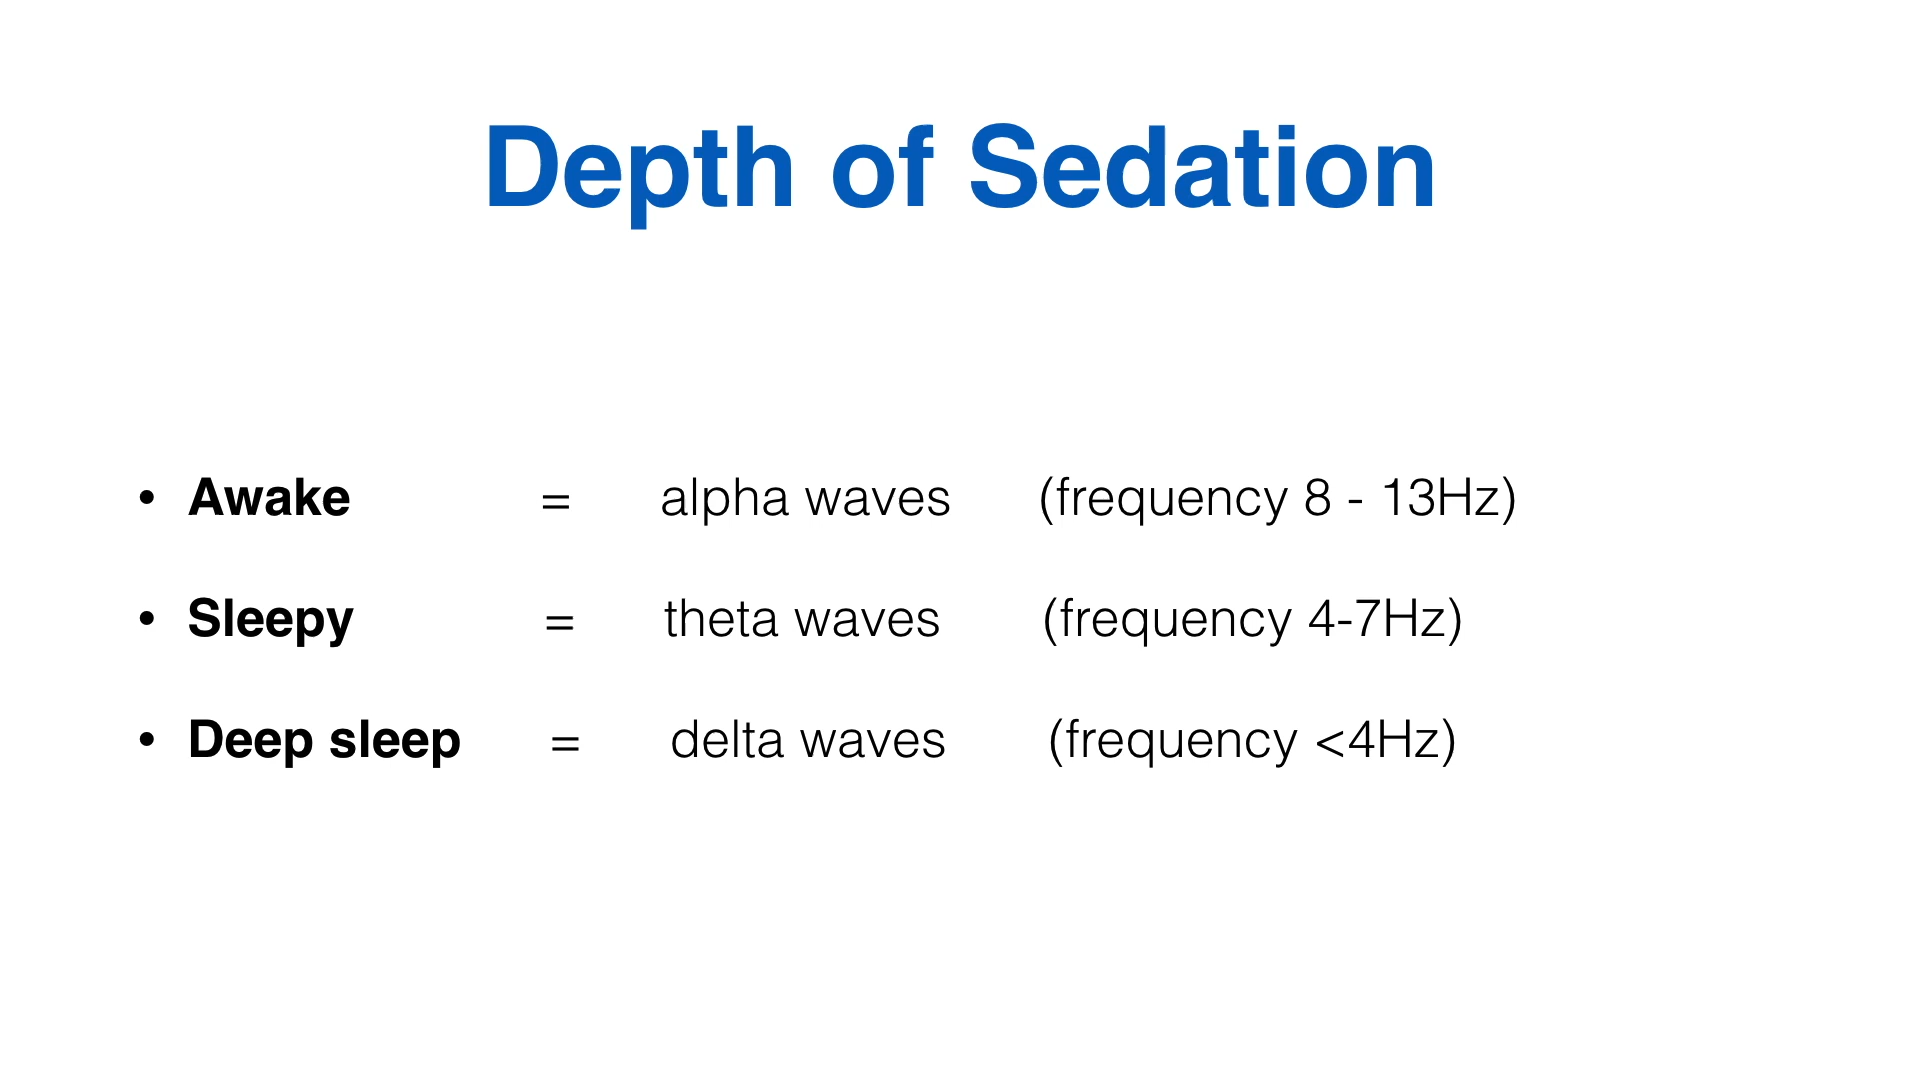 Depth of Sedation
• Awake = alpha waves (frequency 8 - 13Hz)
• Sleepy = theta waves (frequency 4-7Hz)
• Deep sleep = delta waves (frequency <4Hz)